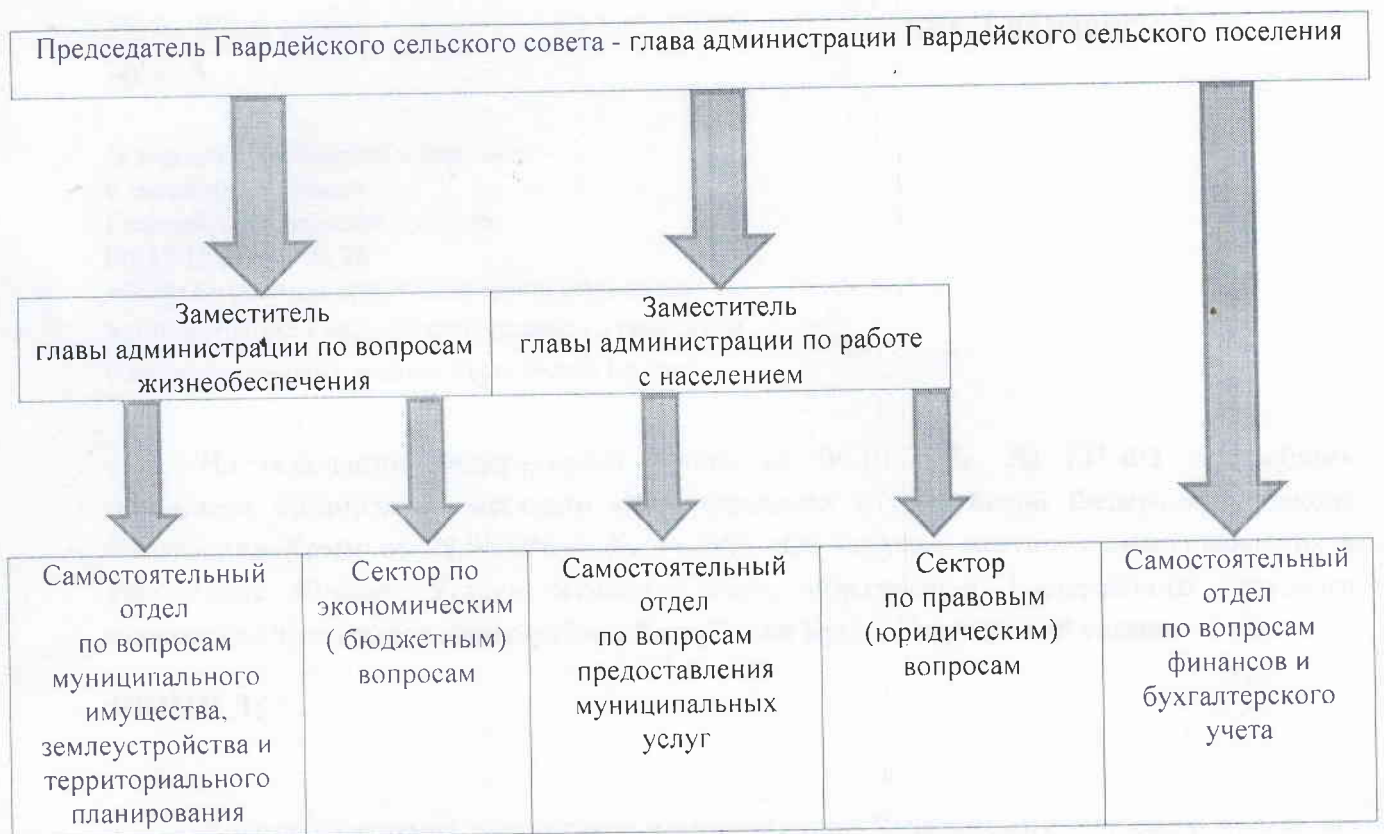 Председатель Гвардейского сельского совета - глава администрации Гвардейского сельского поселения
Заместитель
главы администрации по вопросам
жизнеобеспечения
Заместитель
главы администрации по работе
с населением
Самостоятельный
отдел
по вопросам
муниципального
имущества,
землеустройства и
территориального
планирования
Сектор по
экономическим
(бюджетным)
вопросам
Самостоятельный
отдел
по вопросам
предоставления
муниципальных
услуг
Сектор
по правовым
(юридическим)
вопросам
Самостоятельный
отдел
по вопросам
финансов и
бухгалтерского
учета